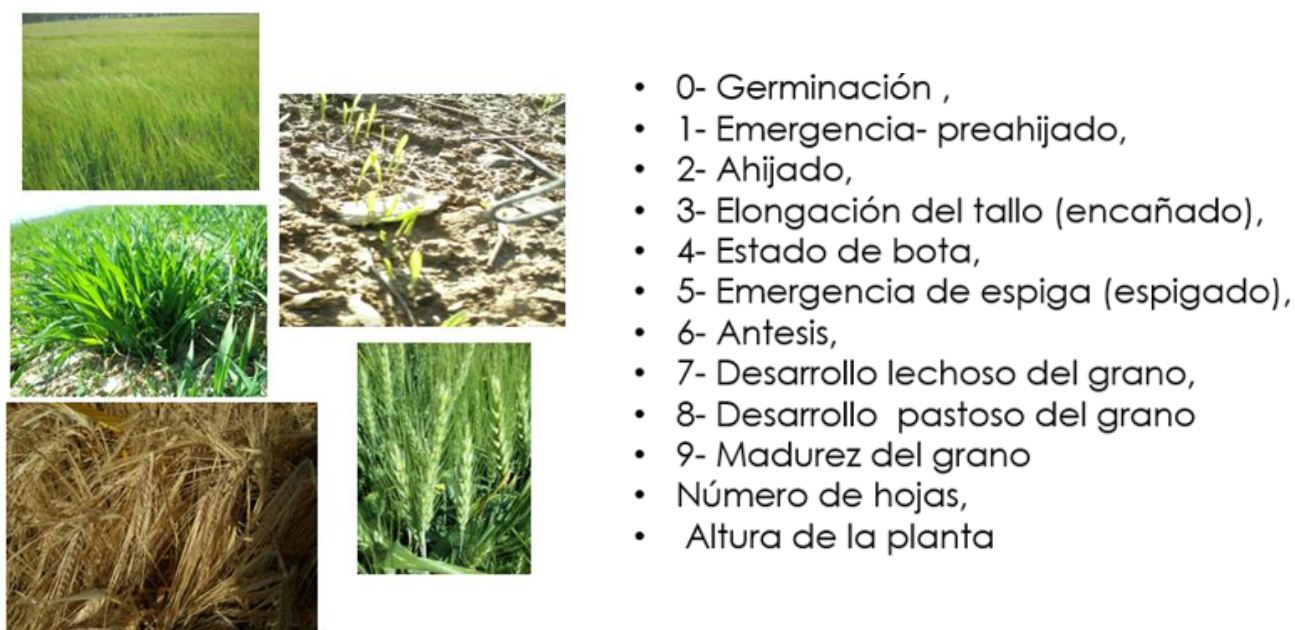 • 0- Germinación ,
• 1- Emergencia- preahijado,
• 2- Ahijado,
• 3- Elongación del tallo (encañado),
• 4- Estado de bota,
• 5- Emergencia de espiga (espigado),
• 6- Antesis,
• 7- Desarrollo lechoso del grano,
• 8- Desarrollo  pastoso del grano
• 9- Madurez del grano
• Número de hojas,
•  Altura de la planta